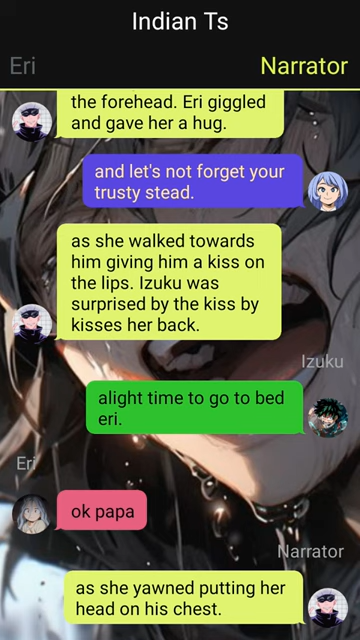 Indian Ts
Eri
Narrator
the forehead. Eri giggled
and gave her a hug.
and let's not forget your
trusty stead.
as she walked towards
him giving him a kiss on
the lips. Izuku was
surprised by the kiss by
kisses her back.
Izuku
alight time to go to bed
eri.
Eri
ok papa
Narrator
as she yawned putting her
head on his chest.